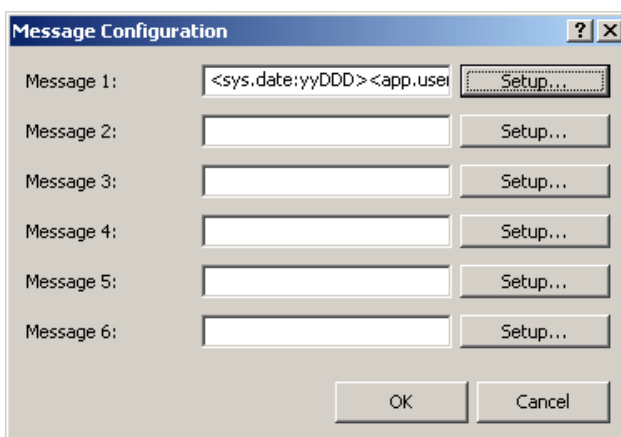 Message Configuration
Message 1: <sys.date:yyDDD><app.user Setup...
Message 2: Setup...
Message 3: Setup...
Message 4: Setup...
Message 5: Setup...
Message 6: Setup...
OK Cancel